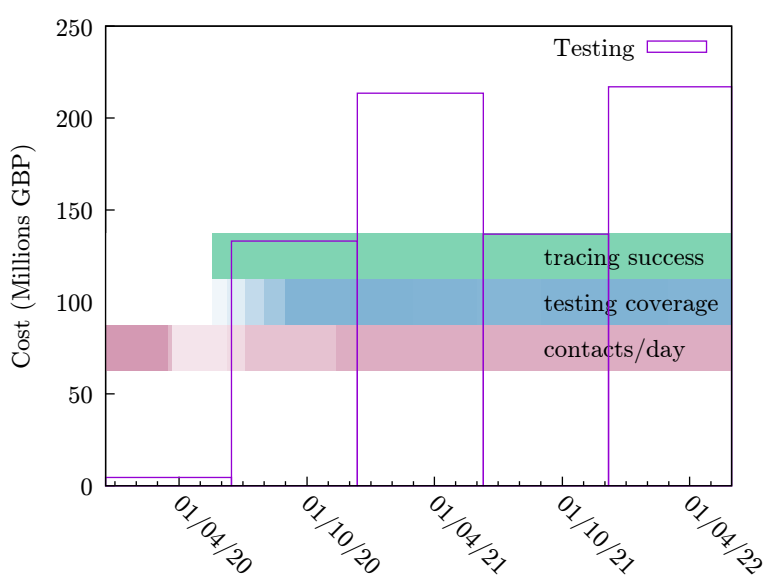 250
200
150
100
50
0
Cost (Millions GBP)
Testing
tracing success
testing coverage
contacts/day
01/04/20
01/10/20
01/04/21
01/10/21
01/04/22